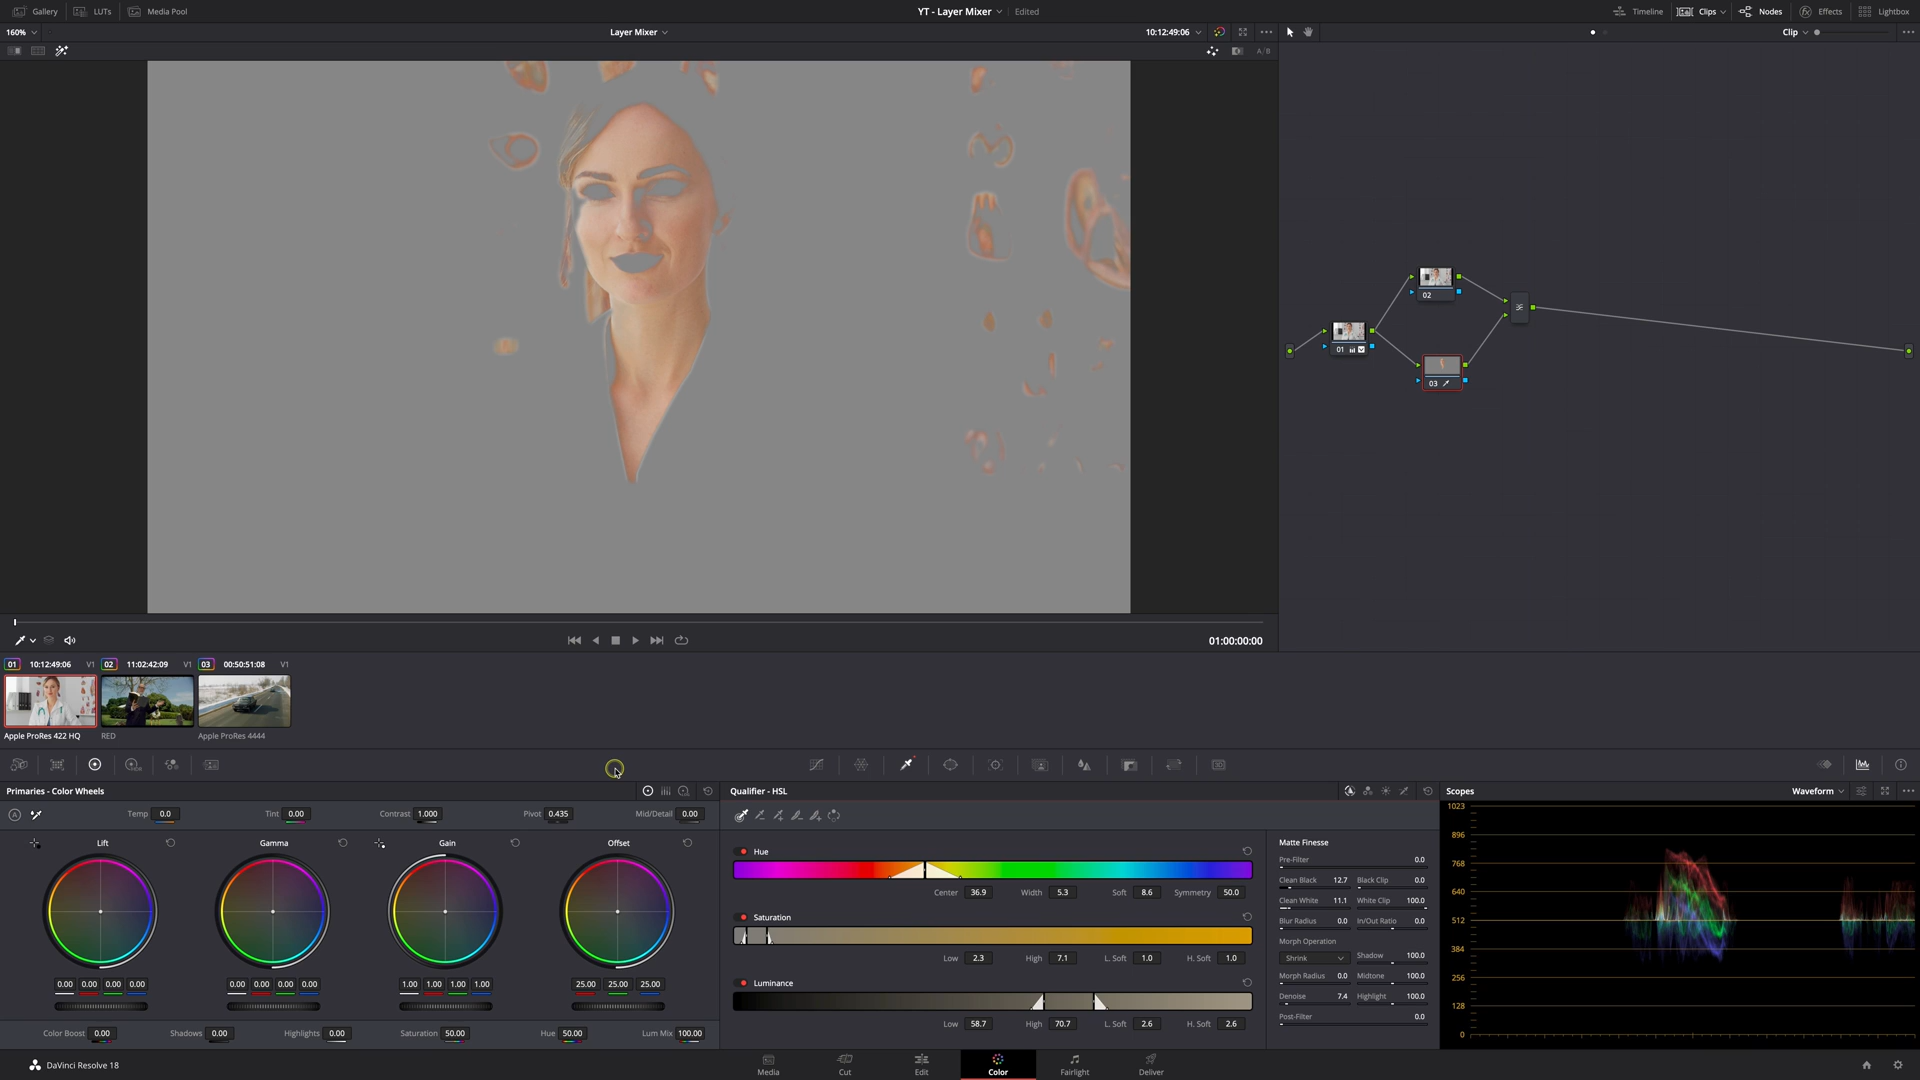 Gallery LUTs Media Pool YT - Layer Mixer Edited Timeline Clips Nodes Effects Lightbox
160% Layer Mixer 10:12:49:06 Clip
A/B
02
01
03
01:00:00:00
01 10:12:49:06 V1 02 11:02:42:09 V1 03 00:50:51:08 V1
Apple ProRes 422 HQ RED Apple ProRes 4444
Primaries - Color Wheels Qualifier - HSL Scopes Waveform
Temp 0.0 Tint 0.00 Contrast 1.000 Pivot 0.435 Mid/Detail 0.00
Lift Gamma Gain Offset
0.00 0.00 0.00 0.00 0.00 0.00 0.00 0.00 1.00 1.00 1.00 1.00 25.00 25.00 25.00
Color Boost 0.00 Shadows 0.00 Highlights 0.00 Saturation 50.00 Hue 50.00 Lum Mix 100.00
Hue
Center 36.9 Width 5.3 Soft 8.6 Symmetry 50.0
Saturation
Low 2.3 High 7.1 L. Soft 1.0 H. Soft 1.0
Luminance
Low 58.7 High 70.7 L. Soft 2.6 H. Soft 2.6
Matte Finesse
Pre-Filter 0.0
Clean Black 12.7 Black Clip 0.0
Clean White 11.1 White Clip 100.0
Blur Radius 0.0 In/Out Ratio 0.0
Morph Operation
Shrink Shadow 100.0
Morph Radius 0.0 Midtone 100.0
Denoise 7.4 Highlight 100.0
Post-Filter 0.0
1023
896
768
640
512
384
256
128
0
DaVinci Resolve 18 Media Cut Edit Color Fairlight Deliver